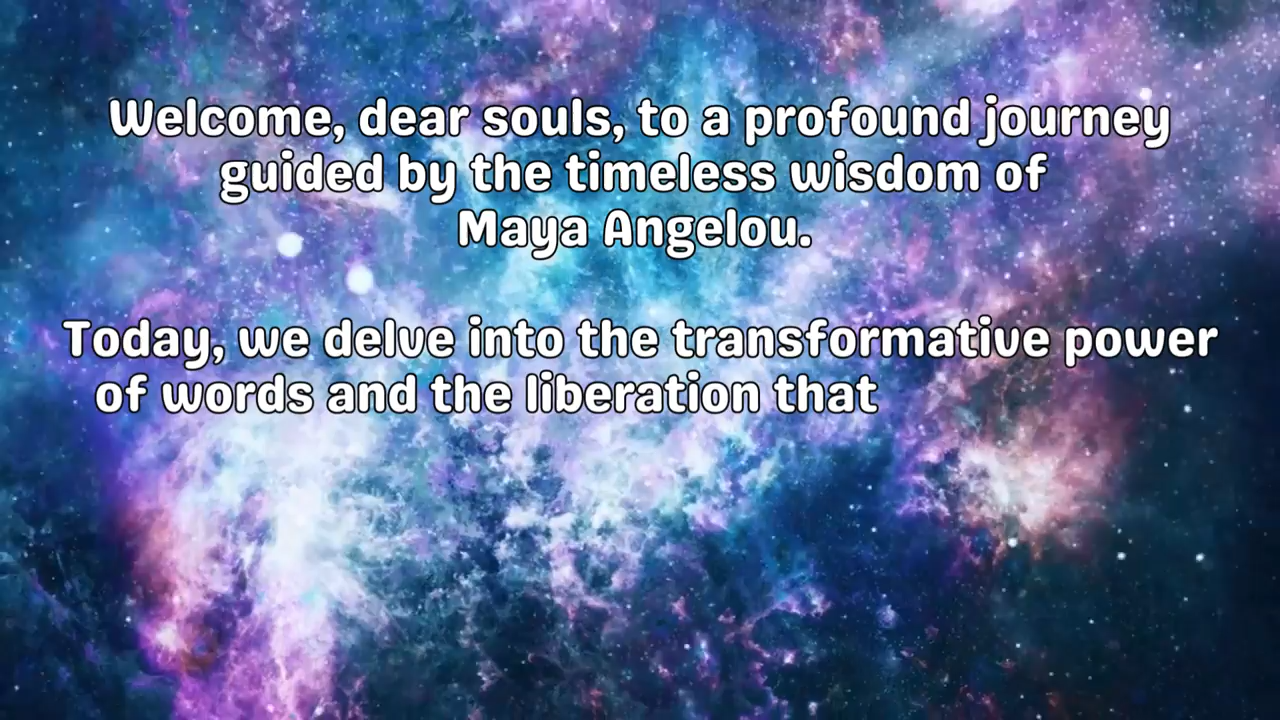 Welcome, dear souls, to a profound journey
guided by the timeless wisdom of
Maya Angelou.
Today, we delve into the transformative power
of words and the liberation that